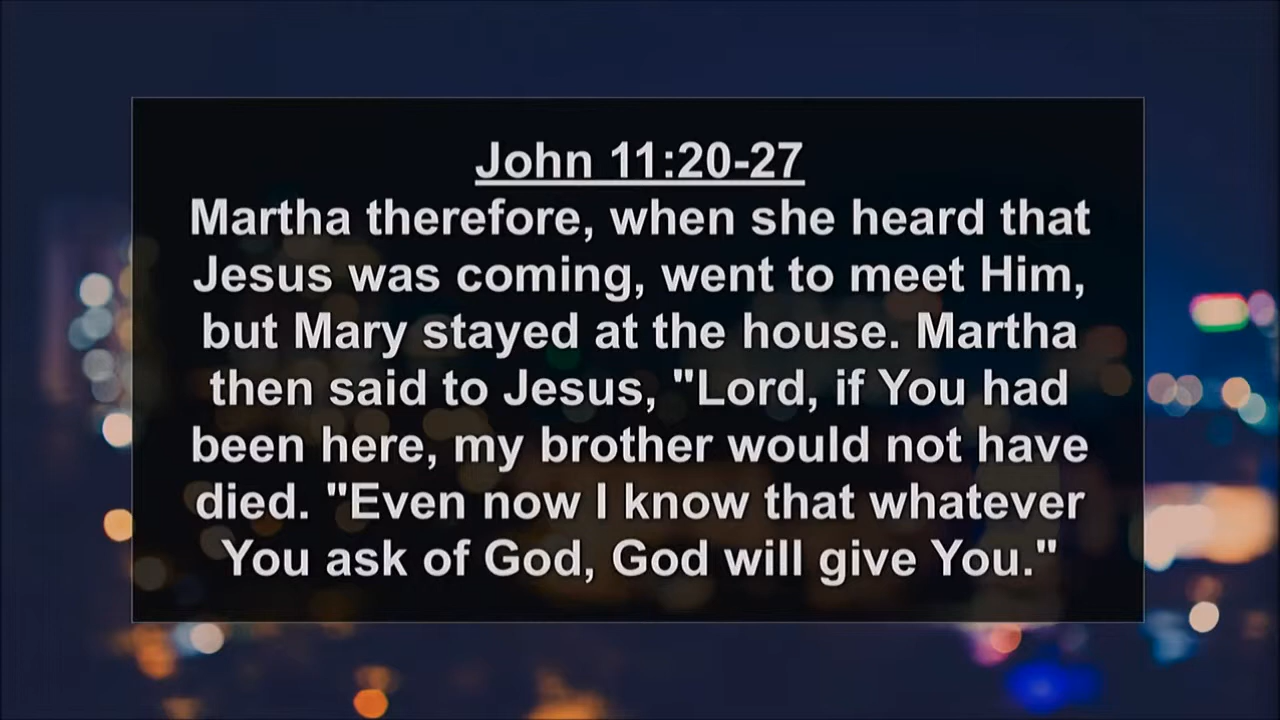 John 11:20-27
Martha therefore, when she heard that
Jesus was coming, went to meet Him,
but Mary stayed at the house. Martha
then said to Jesus, "Lord, if You had
been here, my brother would not have
died. "Even now I know that whatever
You ask of God, God will give You."